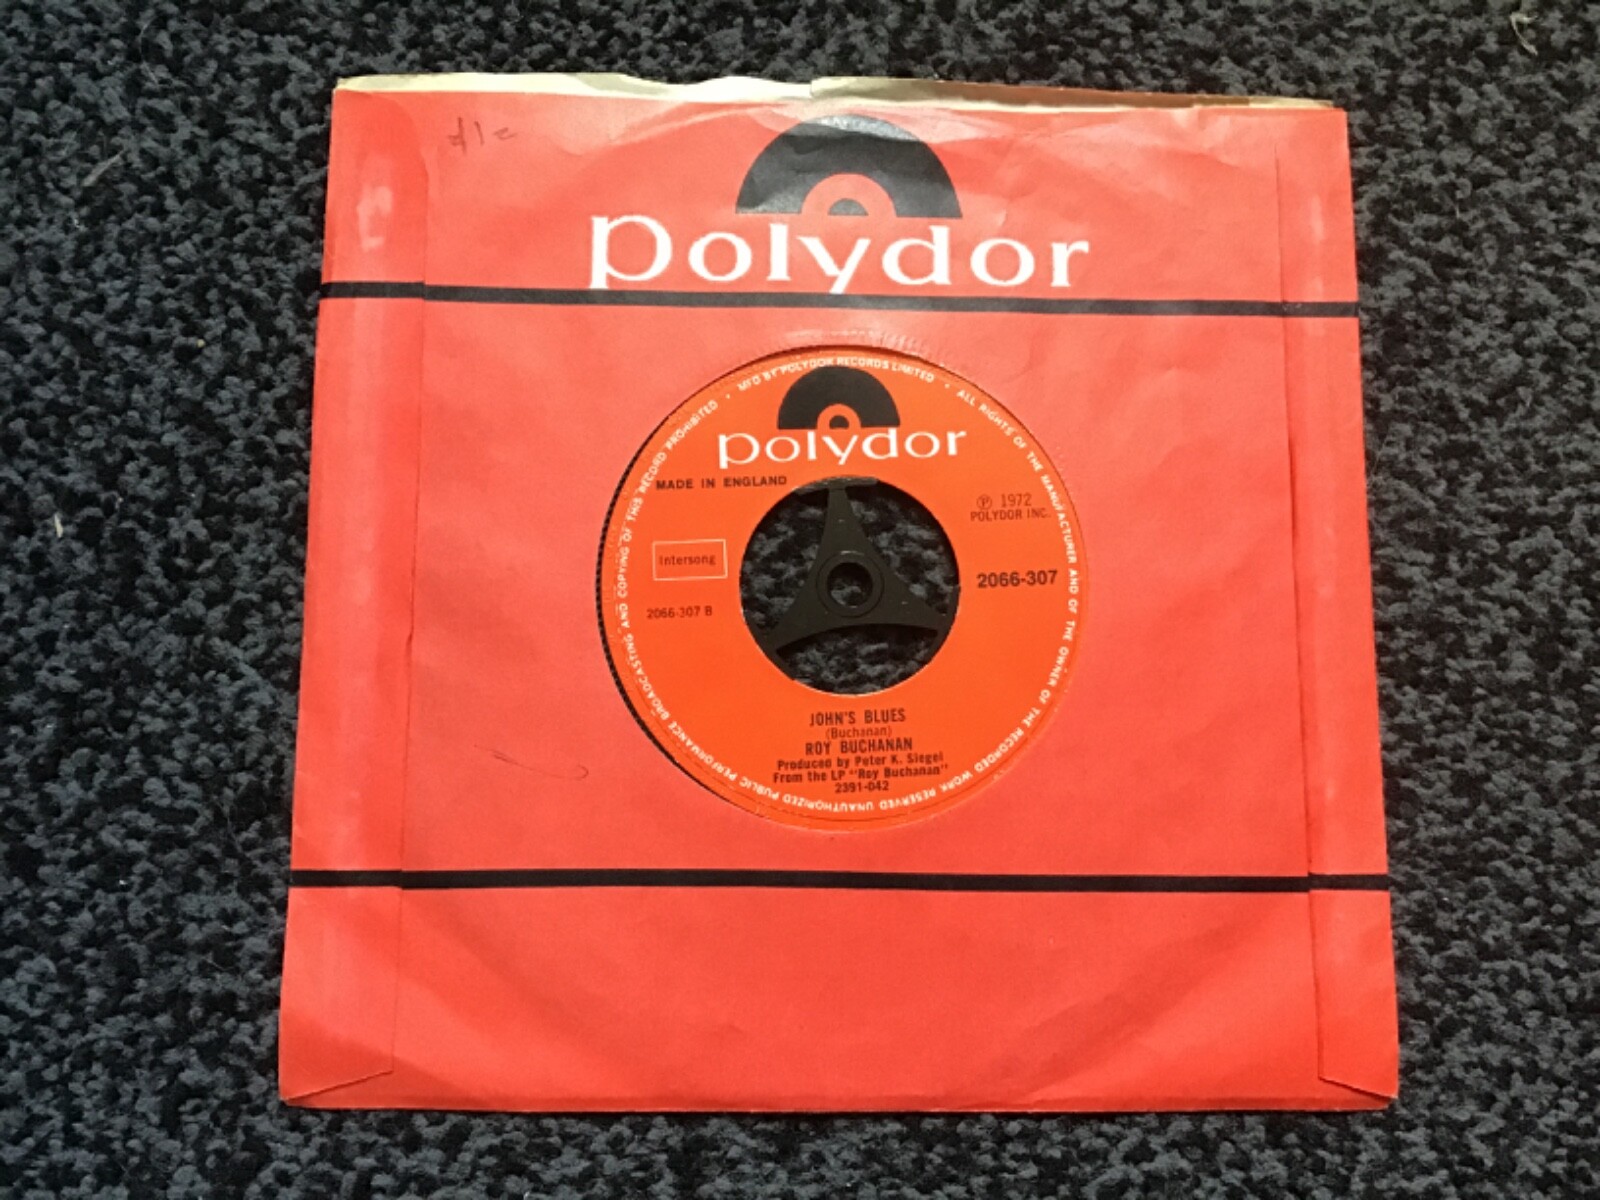 polydor
MFD BY POLYDOR RECORDS LIMITED • ALL RIGHTS OF THE MANUFACTURER AND OF THE OWNER OF THE RECORDED WORK RESERVED UNAUTHORIZED PUBLIC PERFORMANCE BROADCASTING AND COPYING OF THIS RECORD PROHIBITED •
polydor
MADE IN ENGLAND
℗ 1972
POLYDOR INC.
Intersong
2066-307
2066-307 B
JOHN'S BLUES
(Buchanan)
ROY BUCHANAN
Produced by Peter K. Siegel
From the LP "Roy Buchanan"
2391-042